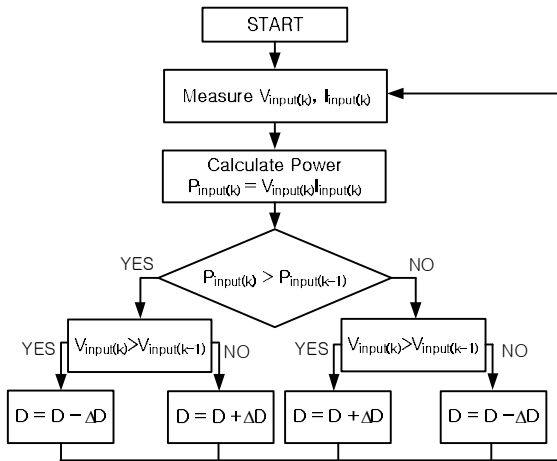 START
Measure Vinput(k), Iinput(k)
Calculate Power
Pinput(k) = Vinput(k)Iinput(k)
YES
Pinput(k) > Pinput(k-1)
NO
YES
Vinput(k)>Vinput(k-1)
NO
YES
Vinput(k)>Vinput(k-1)
NO
D = D − ΔD
D = D + ΔD
D = D + ΔD
D = D − ΔD